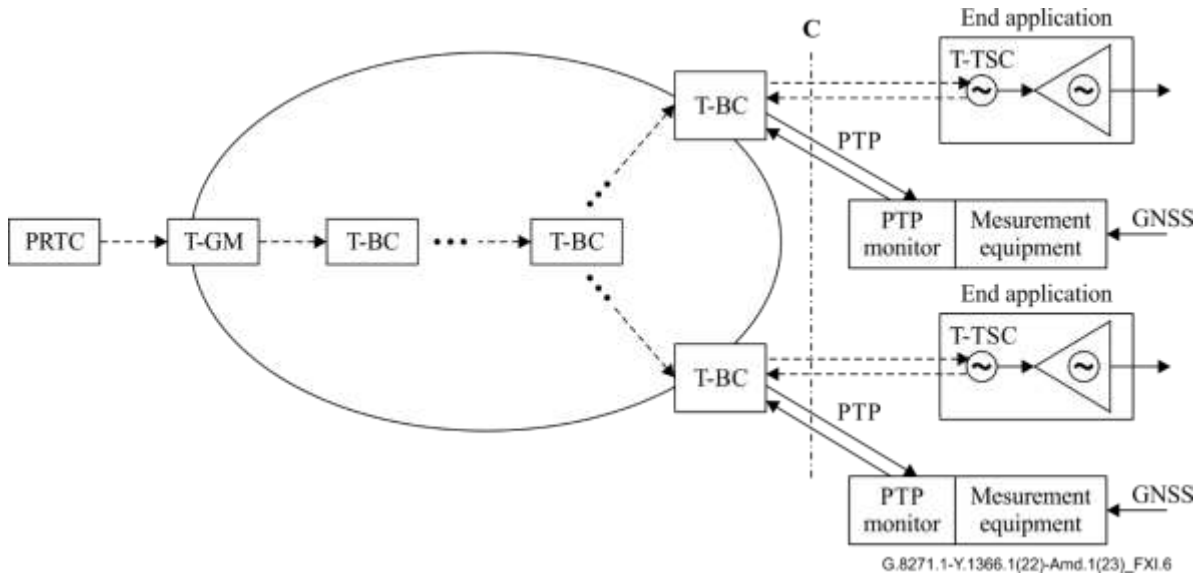 End application
C
T-TSC
T-BC
PTP
PRTC
T-GM
T-BC
T-BC
PTP
monitor
Mesurement
equipment
GNSS
End application
T-TSC
T-BC
PTP
PTP
monitor
Mesurement
equipment
GNSS
G.8271.1-Y.1366.1(22)-Amd.1(23)_FXI.6